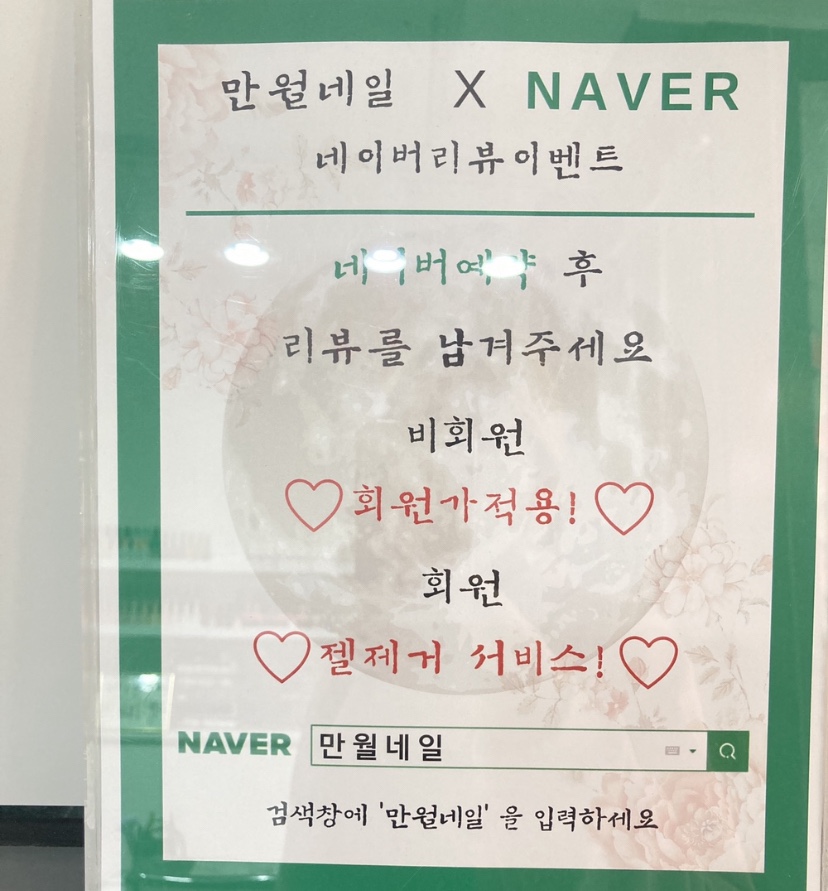 만월네일 X NAVER
네이버리뷰이벤트
네이버예약 후
리뷰를 남겨주세요
비회원
♡회원가적용!♡
회원
♡젤제거 서비스!♡
NAVER 만월네일
검색창에 '만월네일' 을 입력하세요